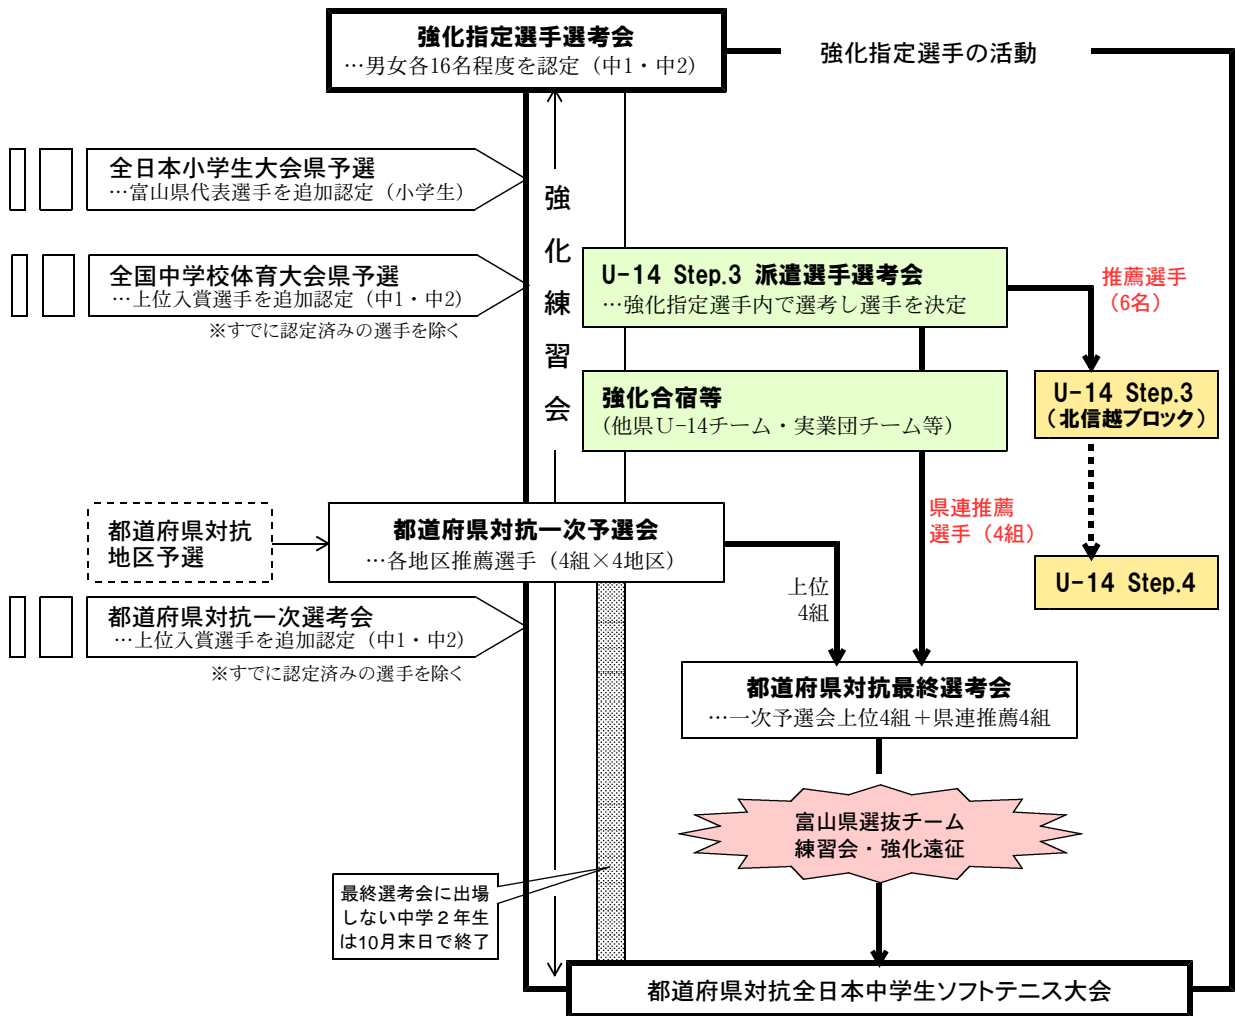 強化指定選手選考会
…男女各16名程度を認定（中1・中2）
強化指定選手の活動
全日本小学生大会県予選
…富山県代表選手を追加認定（小学生）
強化練習会
全国中学校体育大会県予選
…上位入賞選手を追加認定（中1・中2）
※すでに認定済みの選手を除く
U-14 Step.3 派遣選手選考会
…強化指定選手内で選考し選手を決定
推薦選手
（6名）
強化合宿等
（他県U-14チーム・実業団チーム等）
U-14 Step.3
（北信越ブロック）
都道府県対抗
地区予選
都道府県対抗一次予選会
…各地区推薦選手（4組×4地区）
県連推薦
選手（4組）
上位
4組
U-14 Step.4
都道府県対抗一次選考会
…上位入賞選手を追加認定（中1・中2）
※すでに認定済みの選手を除く
都道府県対抗最終選考会
…一次予選会上位4組＋県連推薦4組
富山県選抜チーム
練習会・強化遠征
最終選考会に出場
しない中学２年生
は10月末日で終了
都道府県対抗全日本中学生ソフトテニス大会